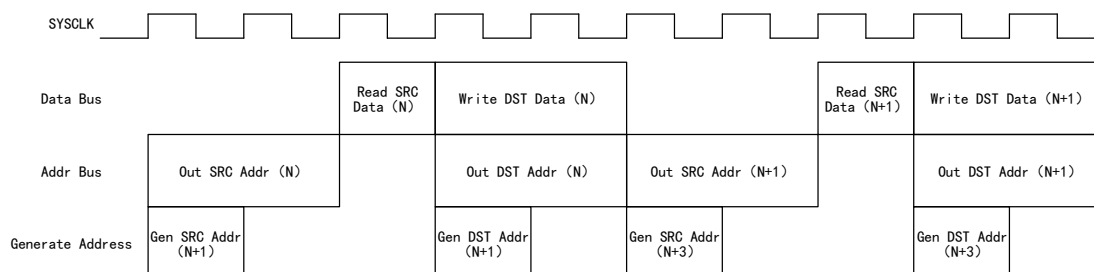 SYSCLK
Data Bus
Read SRC
Data (N)
Write DST Data (N)
Read SRC
Data (N+1)
Write DST Data (N+1)
Addr Bus
Out SRC Addr (N)
Out DST Addr (N)
Out SRC Addr (N+1)
Out DST Addr (N+1)
Generate Address
Gen SRC Addr
(N+1)
Gen DST Addr
(N+1)
Gen SRC Addr
(N+3)
Gen DST Addr
(N+3)